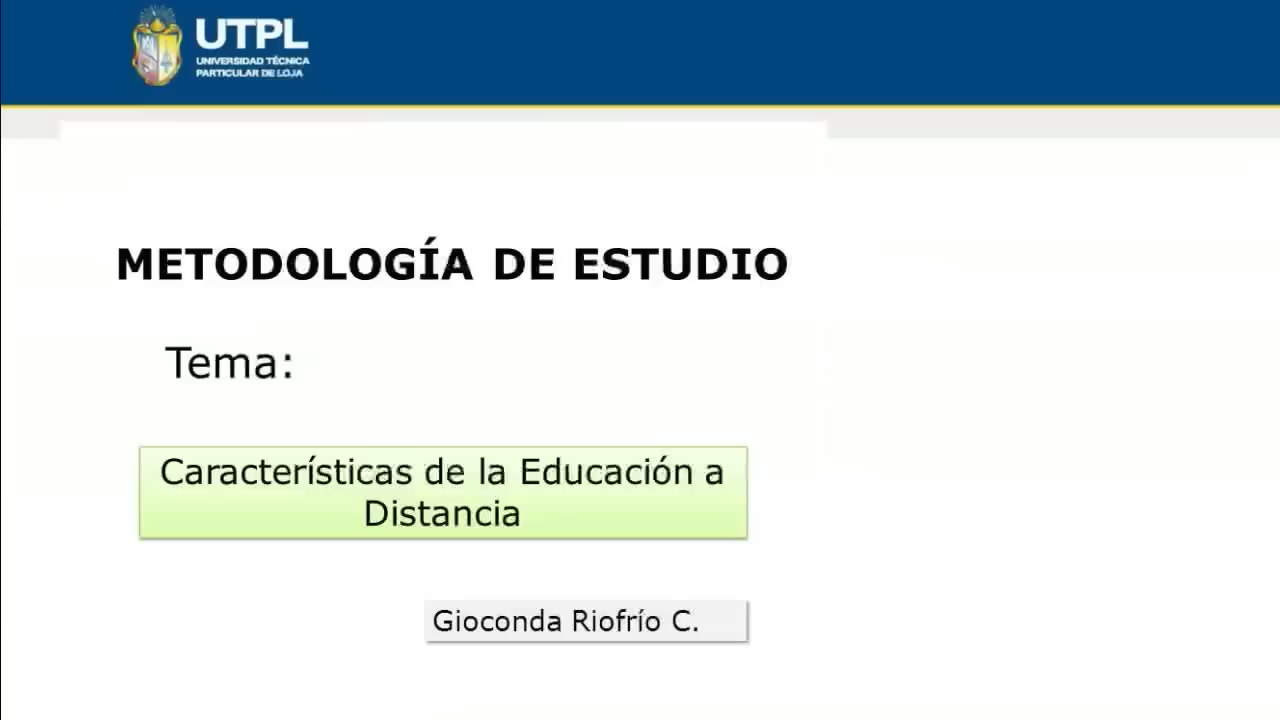 UTPL
UNIVERSIDAD TÉCNICA
PARTICULAR DE LOJA
METODOLOGÍA DE ESTUDIO
Tema:
Características de la Educación a
Distancia
Gioconda Riofrío C.